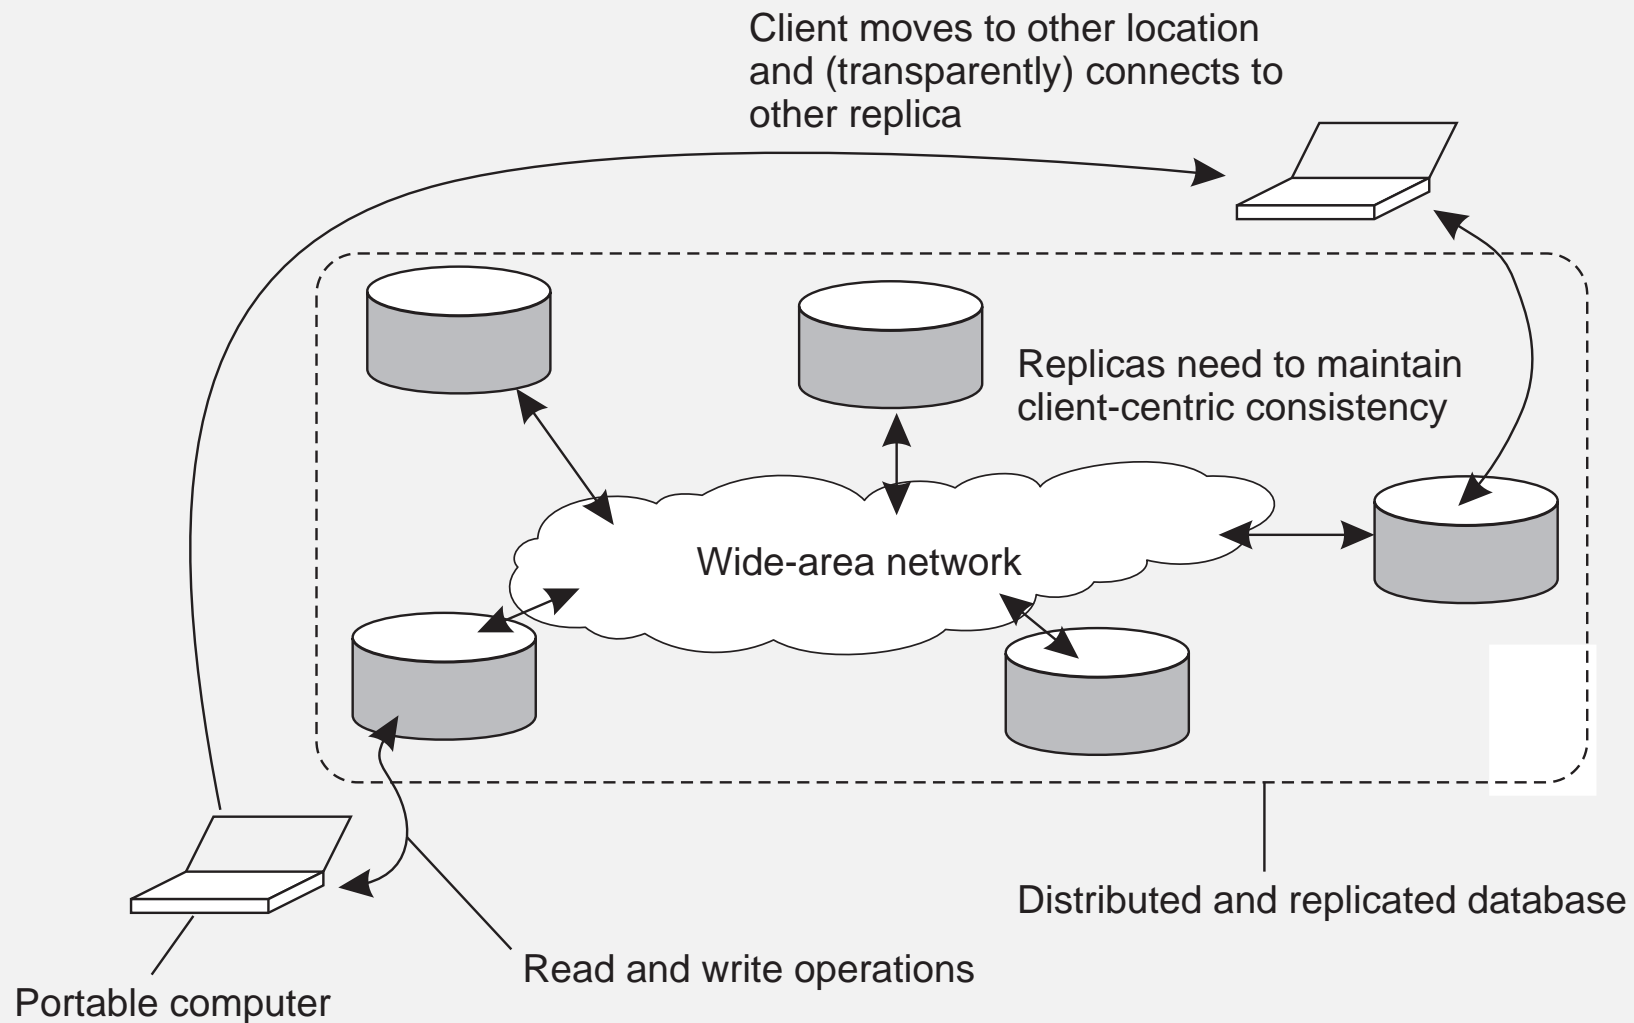 Client moves to other location
and (transparently) connects to
other replica
Replicas need to maintain
client-centric consistency
Wide-area network
Distributed and replicated database
Read and write operations
Portable computer